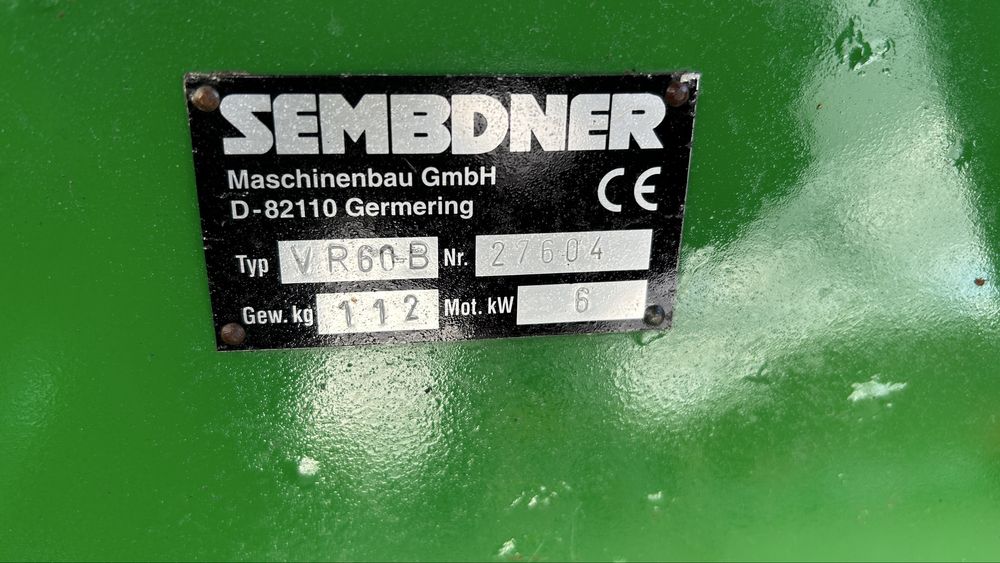 SEMBDNER
Maschinenbau GmbH
D-82110 Germering
CE
Typ VR60-B Nr. 27604
Gew. kg 112 Mot. kW 6